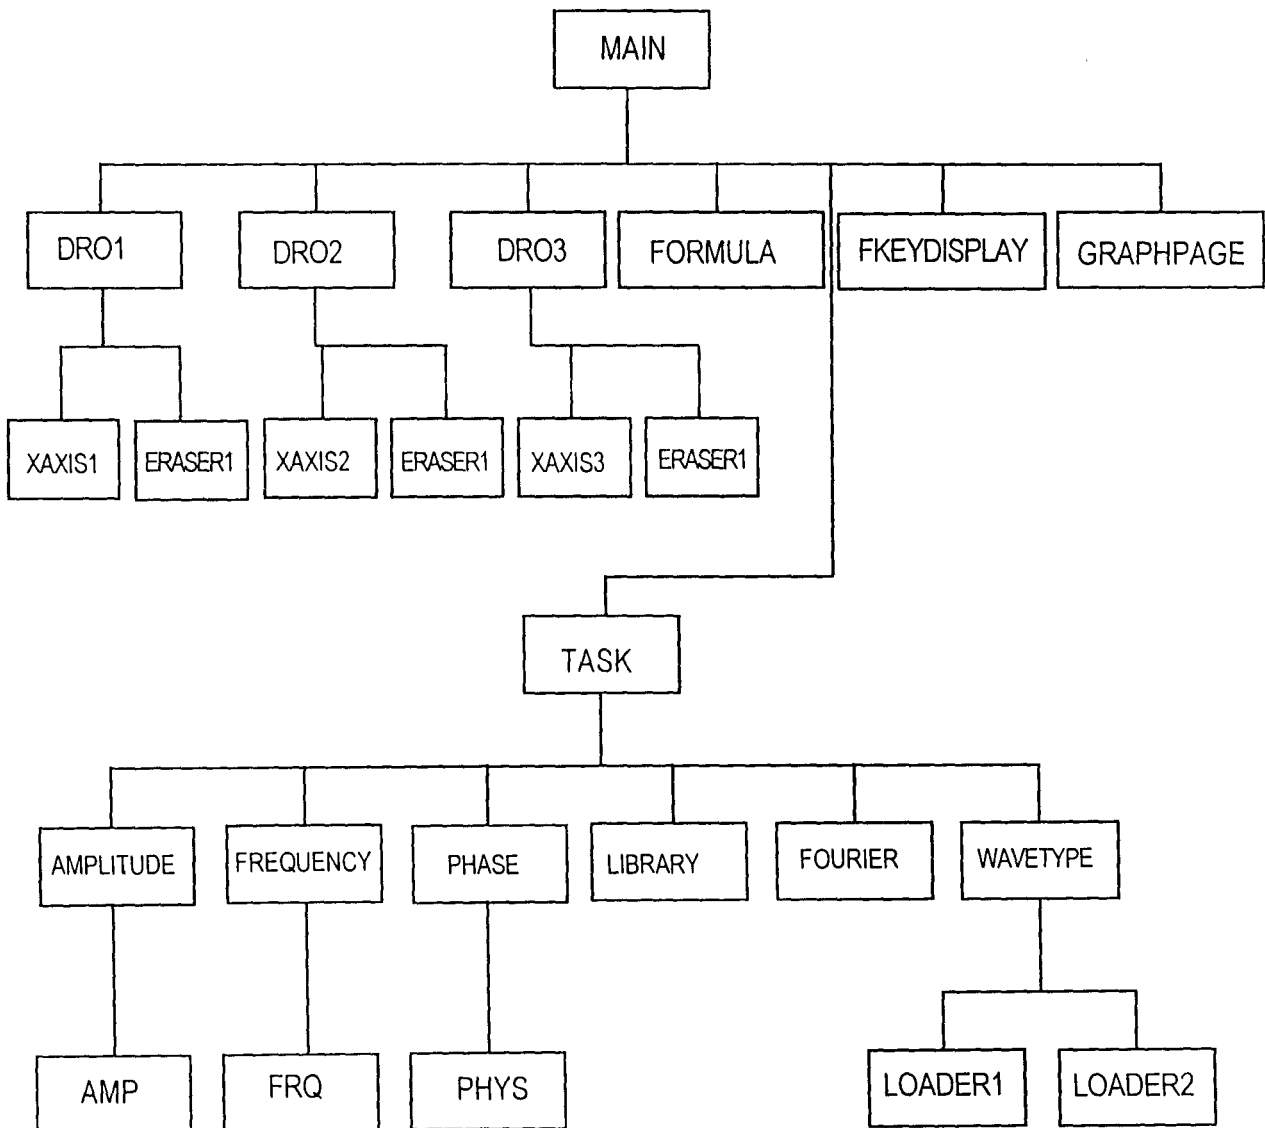 MAIN
DRO1
DRO2
DRO3
FORMULA
FKEYDISPLAY
GRAPHPAGE
XAXIS1
ERASER1
XAXIS2
ERASER1
XAXIS3
ERASER1
TASK
AMPLITUDE
FREQUENCY
PHASE
LIBRARY
FOURIER
WAVETYPE
AMP
FRQ
PHYS
LOADER1
LOADER2